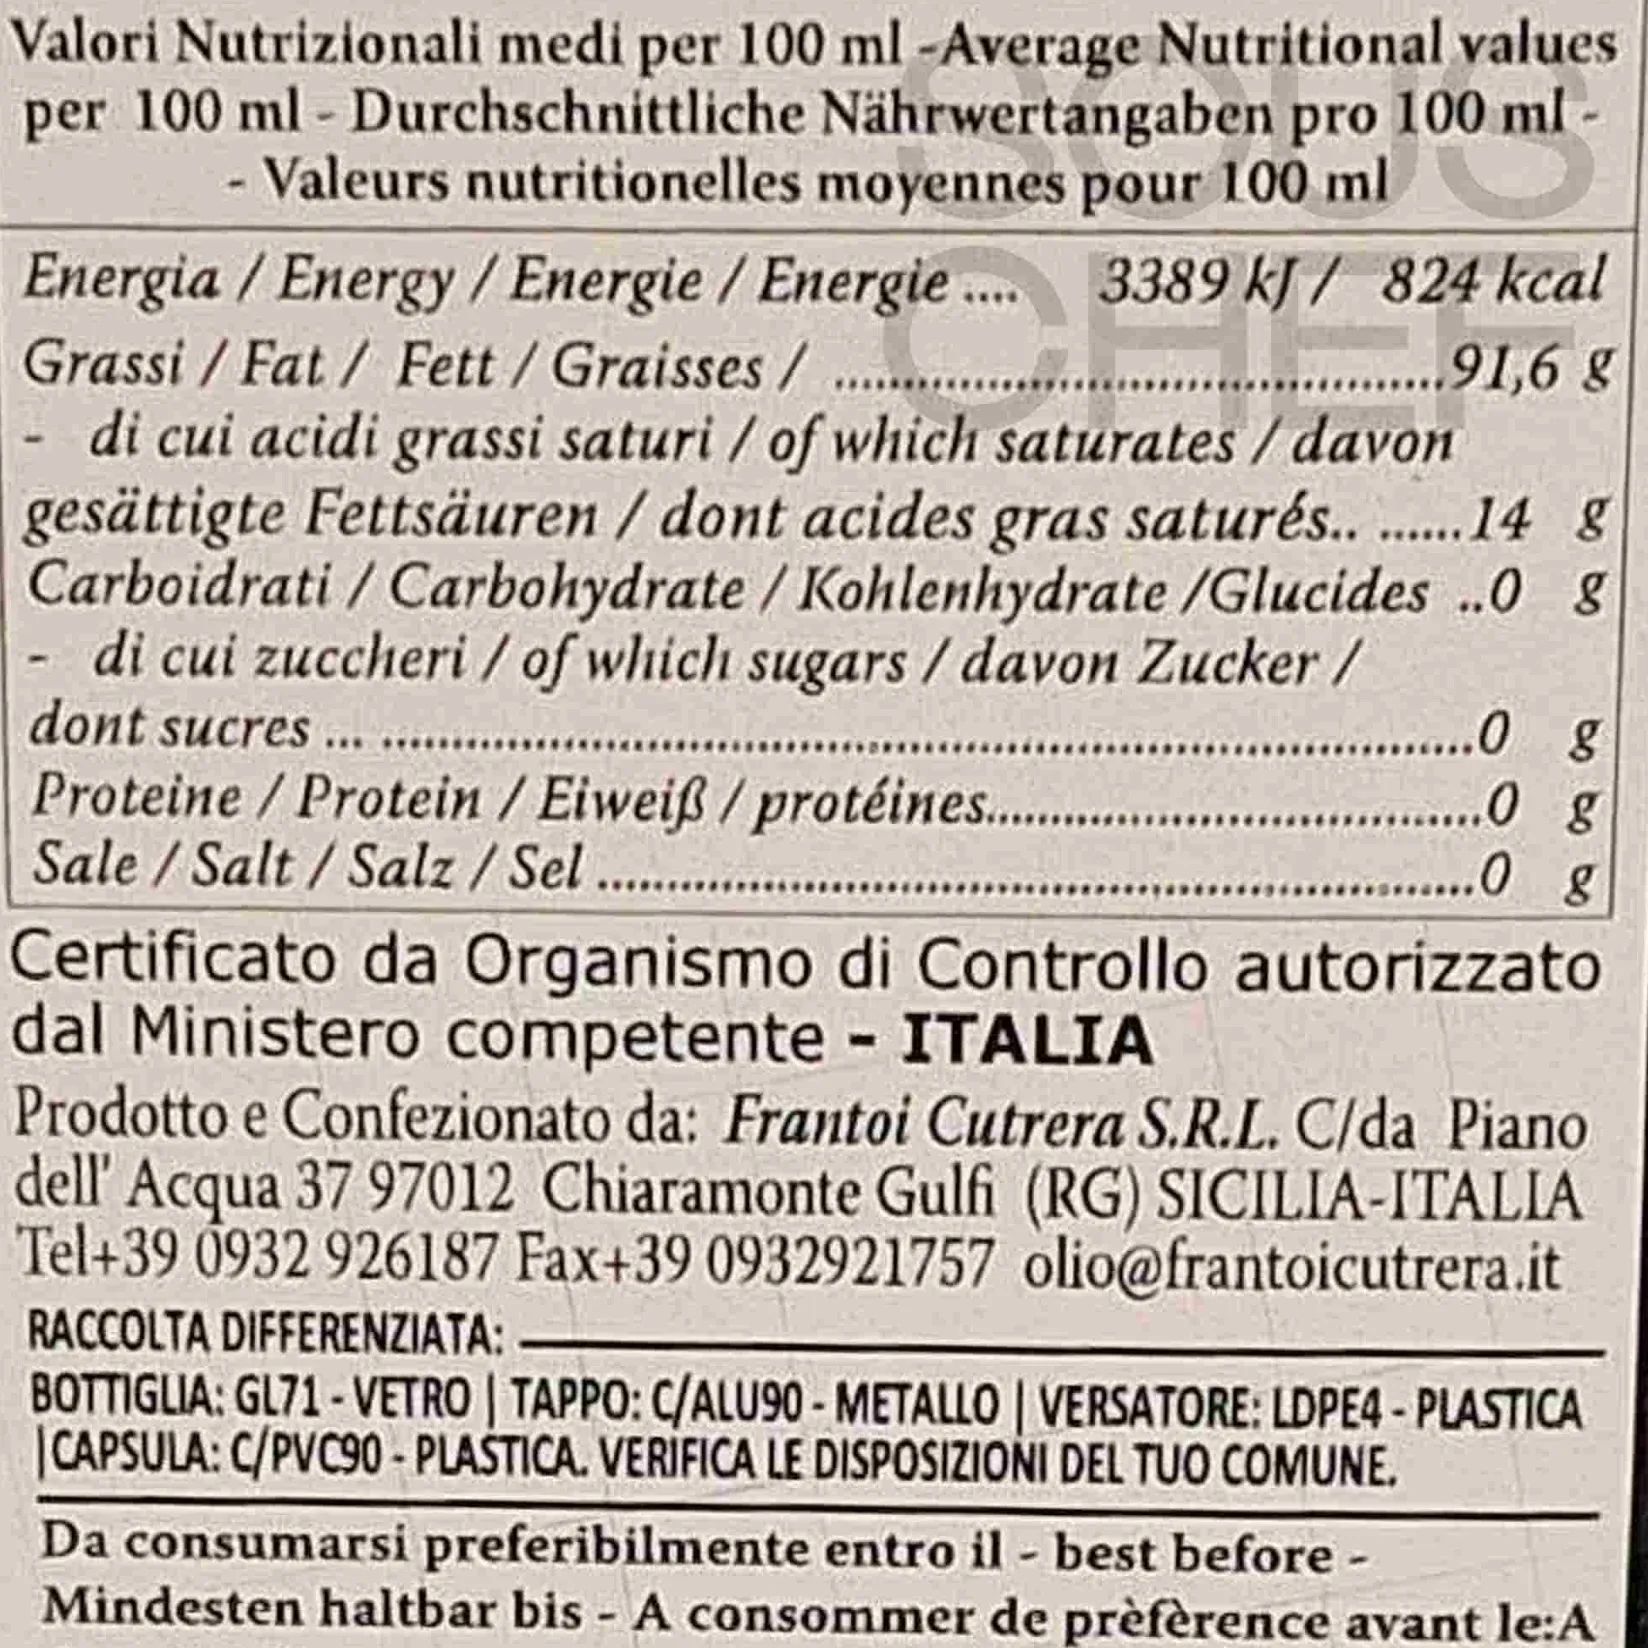 Valori Nutrizionali medi per 100 ml -Average Nutritional values
per 100 ml - Durchschnittliche Nährwertangaben pro 100 ml -
- Valeurs nutritionelles moyennes pour 100 ml
SOUS
CHEF
Energia / Energy / Energie / Energie .... 3389 kJ / 824 kcal
Grassi / Fat / Fett / Graisses / ............................................91,6 g
- di cui acidi grassi saturi / of which saturates / davon
gesättigte Fettsäuren / dont acides gras saturés.. ......14 g
Carboidrati / Carbohydrate / Kohlenhydrate /Glucides ..0 g
- di cui zuccheri / of which sugars / davon Zucker /
dont sucres ... ................................................................................0 g
Proteine / Protein / Eiweiß / protéines.....................................0 g
Sale / Salt / Salz / Sel .................................................................0 g
Certificato da Organismo di Controllo autorizzato
dal Ministero competente - ITALIA
Prodotto e Confezionato da: Frantoi Cutrera S.R.L. C/da Piano
dell' Acqua 37 97012 Chiaramonte Gulfi (RG) SICILIA-ITALIA
Tel+39 0932 926187 Fax+39 0932921757 olio@frantoicutrera.it
RACCOLTA DIFFERENZIATA:
BOTTIGLIA: GL71 - VETRO | TAPPO: C/ALU90 - METALLO | VERSATORE: LDPE4 - PLASTICA
|CAPSULA: C/PVC90 - PLASTICA. VERIFICA LE DISPOSIZIONI DEL TUO COMUNE.
Da consumarsi preferibilmente entro il - best before -
Mindesten haltbar bis - A consommer de prèfèrence avant le:A